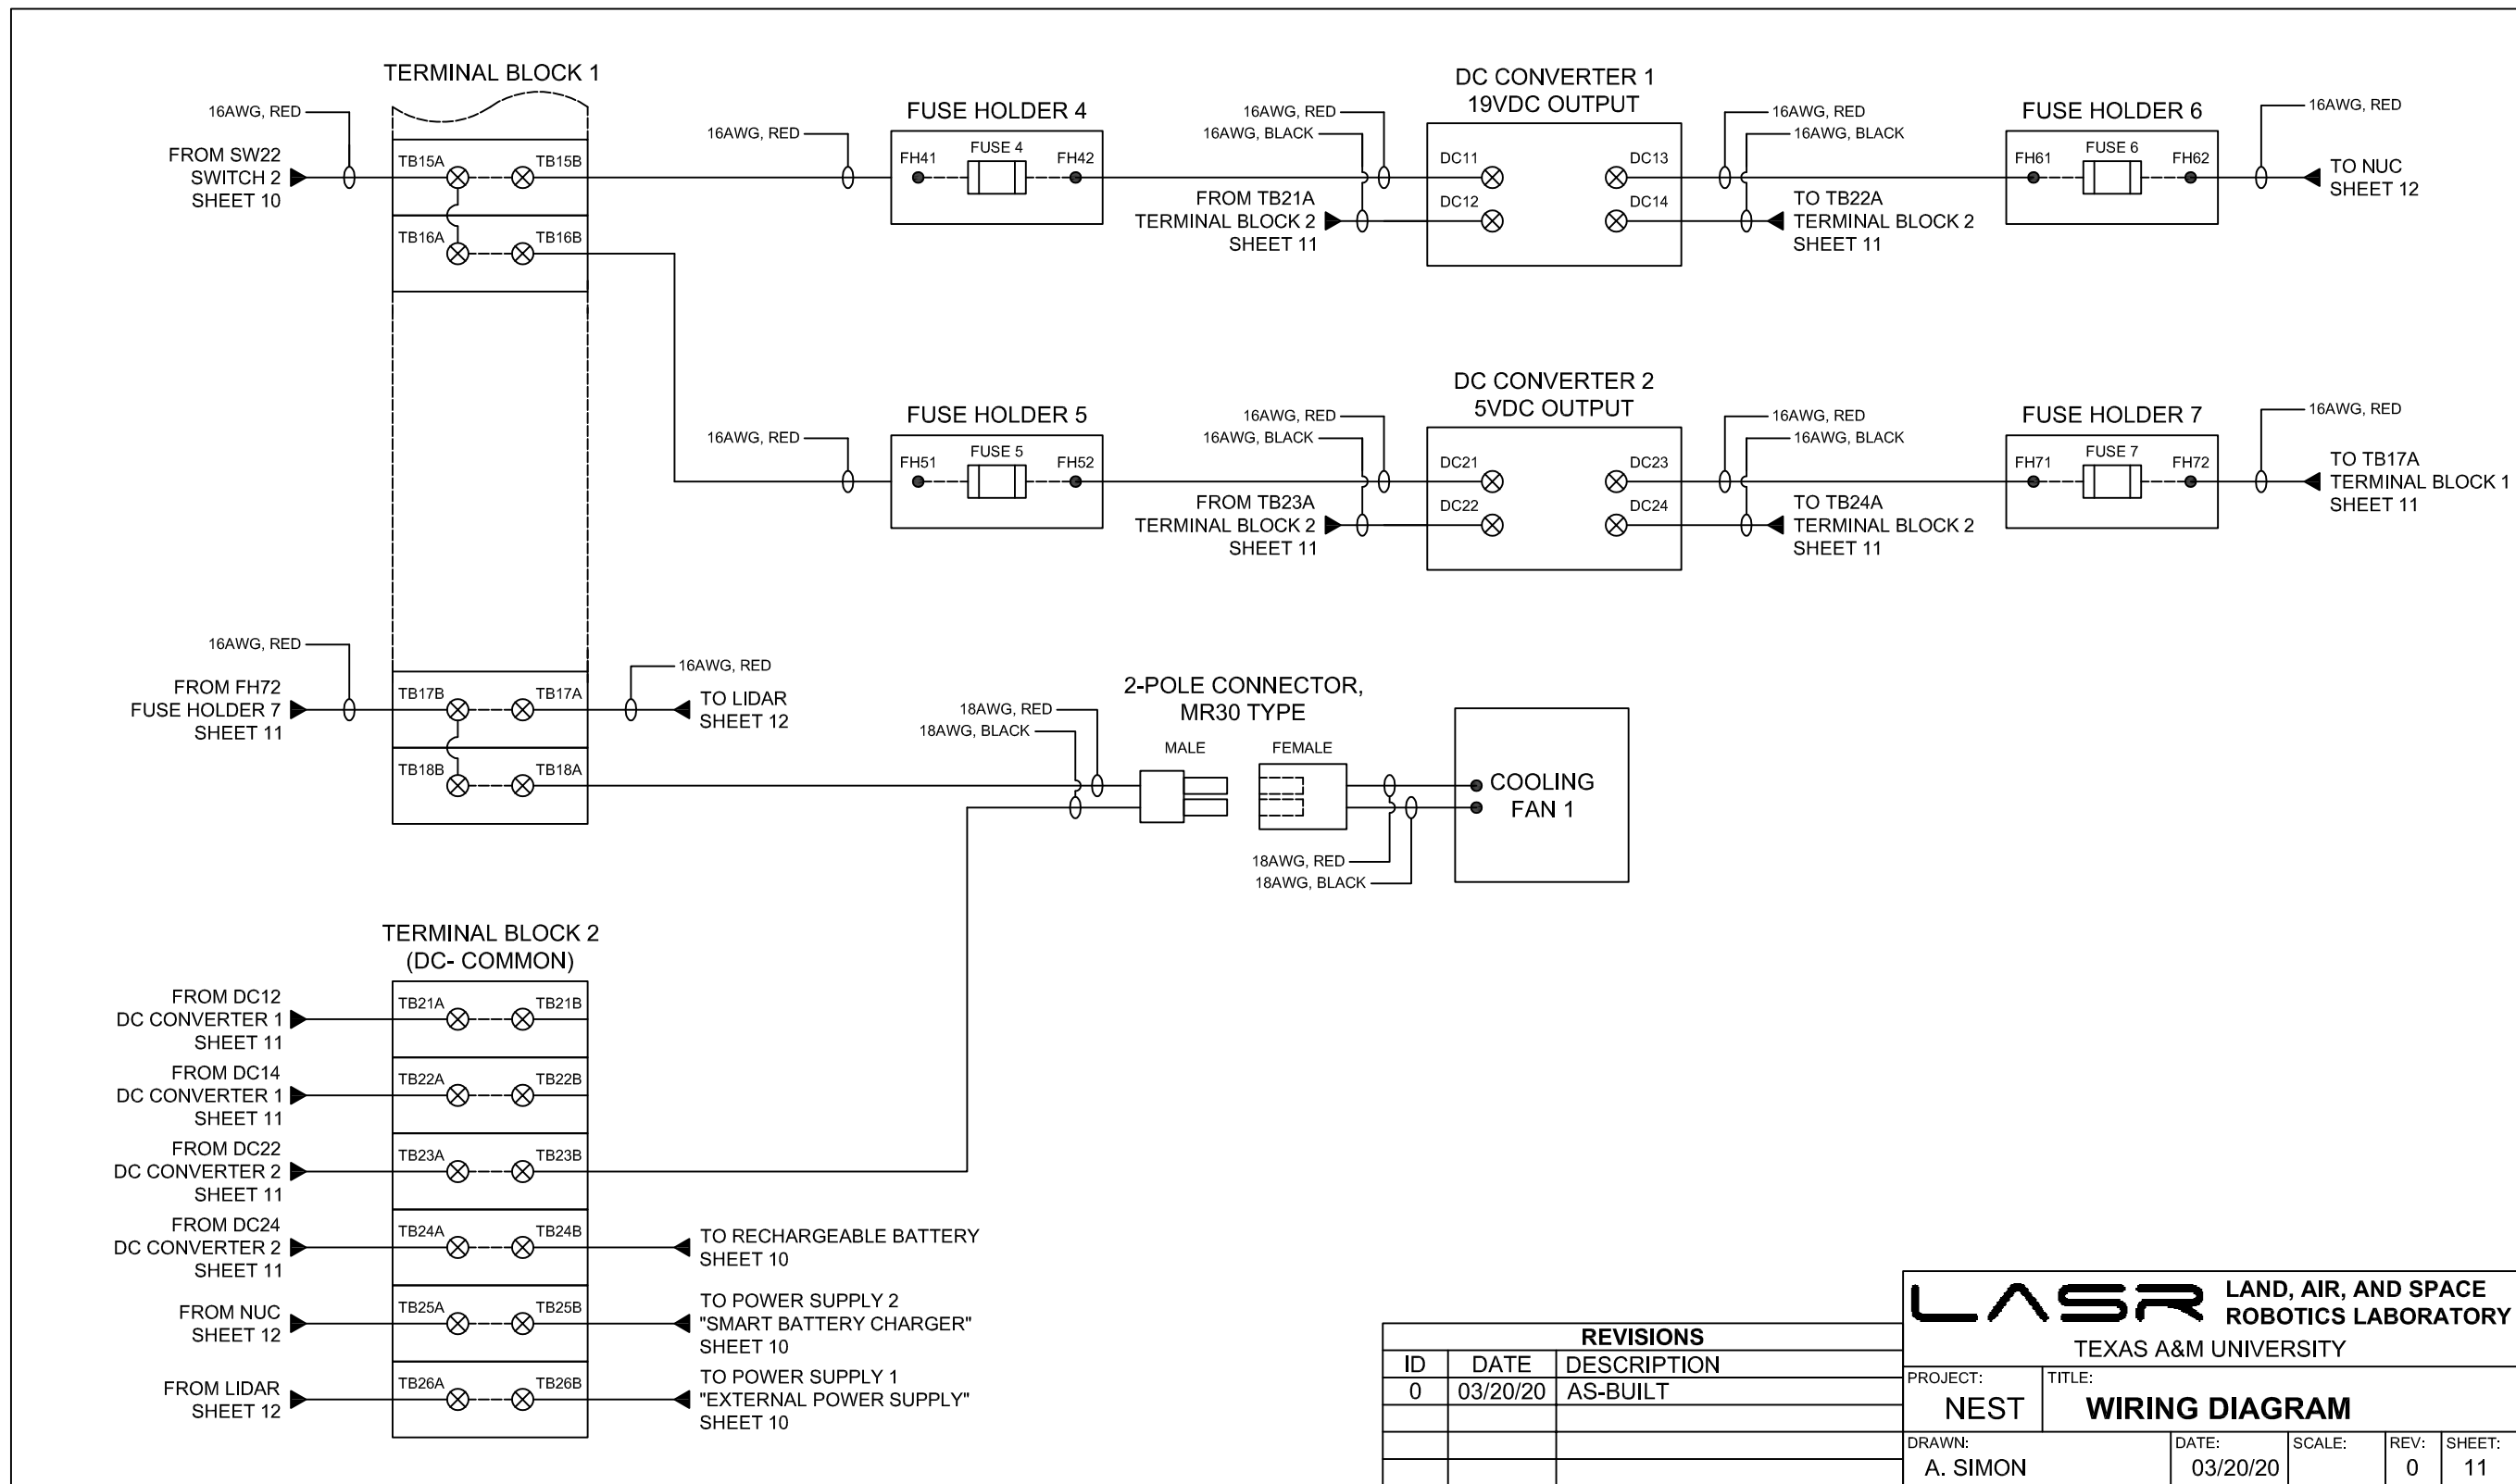 TERMINAL BLOCK 1
16AWG, RED
FROM SW22
SWITCH 2
SHEET 10
TB15A
TB15B
TB16A
TB16B
16AWG, RED
FUSE HOLDER 4
FH41
FUSE 4
FH42
16AWG, RED
16AWG, BLACK
FROM TB21A
TERMINAL BLOCK 2
SHEET 11
DC CONVERTER 1
19VDC OUTPUT
DC11
DC12
DC13
DC14
16AWG, RED
16AWG, BLACK
TO TB22A
TERMINAL BLOCK 2
SHEET 11
FUSE HOLDER 6
FH61
FUSE 6
FH62
16AWG, RED
TO NUC
SHEET 12
16AWG, RED
FUSE HOLDER 5
FH51
FUSE 5
FH52
16AWG, RED
16AWG, BLACK
FROM TB23A
TERMINAL BLOCK 2
SHEET 11
DC CONVERTER 2
5VDC OUTPUT
DC21
DC22
DC23
DC24
16AWG, RED
16AWG, BLACK
TO TB24A
TERMINAL BLOCK 2
SHEET 11
FUSE HOLDER 7
FH71
FUSE 7
FH72
16AWG, RED
TO TB17A
TERMINAL BLOCK 1
SHEET 11
16AWG, RED
FROM FH72
FUSE HOLDER 7
SHEET 11
TB17B
TB17A
TB18B
TB18A
16AWG, RED
TO LIDAR
SHEET 12
18AWG, RED
18AWG, BLACK
2-POLE CONNECTOR,
MR30 TYPE
MALE
FEMALE
18AWG, RED
18AWG, BLACK
COOLING
FAN 1
TERMINAL BLOCK 2
(DC- COMMON)
FROM DC12
DC CONVERTER 1
SHEET 11
TB21A
TB21B
FROM DC14
DC CONVERTER 1
SHEET 11
TB22A
TB22B
FROM DC22
DC CONVERTER 2
SHEET 11
TB23A
TB23B
FROM DC24
DC CONVERTER 2
SHEET 11
TB24A
TB24B
TO RECHARGEABLE BATTERY
SHEET 10
FROM NUC
SHEET 12
TB25A
TB25B
TO POWER SUPPLY 2
"SMART BATTERY CHARGER"
SHEET 10
FROM LIDAR
SHEET 12
TB26A
TB26B
TO POWER SUPPLY 1
"EXTERNAL POWER SUPPLY"
SHEET 10
REVISIONS
ID DATE DESCRIPTION
0 03/20/20 AS-BUILT
LASR
LAND, AIR, AND SPACE
ROBOTICS LABORATORY
TEXAS A&M UNIVERSITY
PROJECT:
NEST
TITLE:
WIRING DIAGRAM
DRAWN:
A. SIMON
DATE:
03/20/20
SCALE:
REV:
0
SHEET:
11